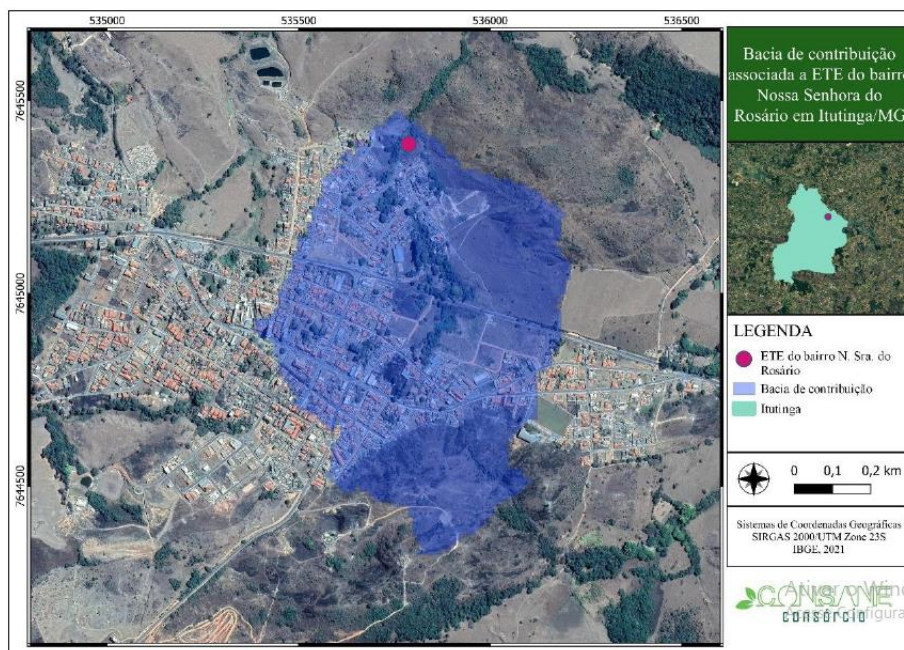 535000 535500 536000 536500
7645500
7645000
7644500
Bacia de contribuição
associada a ETE do bairro
Nossa Senhora do
Rosário em Itutinga/MG
LEGENDA
ETE do bairro N. Sra. do
Rosário
Bacia de contribuição
Itutinga
0 0,1 0,2 km
Sistemas de Coordenadas Geográficas
SIRGAS 2000/UTM Zone 23S
IBGE, 2021
CONSANE
consórcio
Ativar o Wind